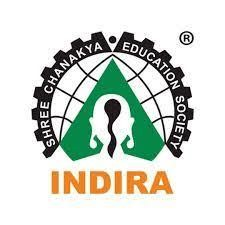 SHREE CHANAKYA EDUCATION SOCIETY
®
INDIRA